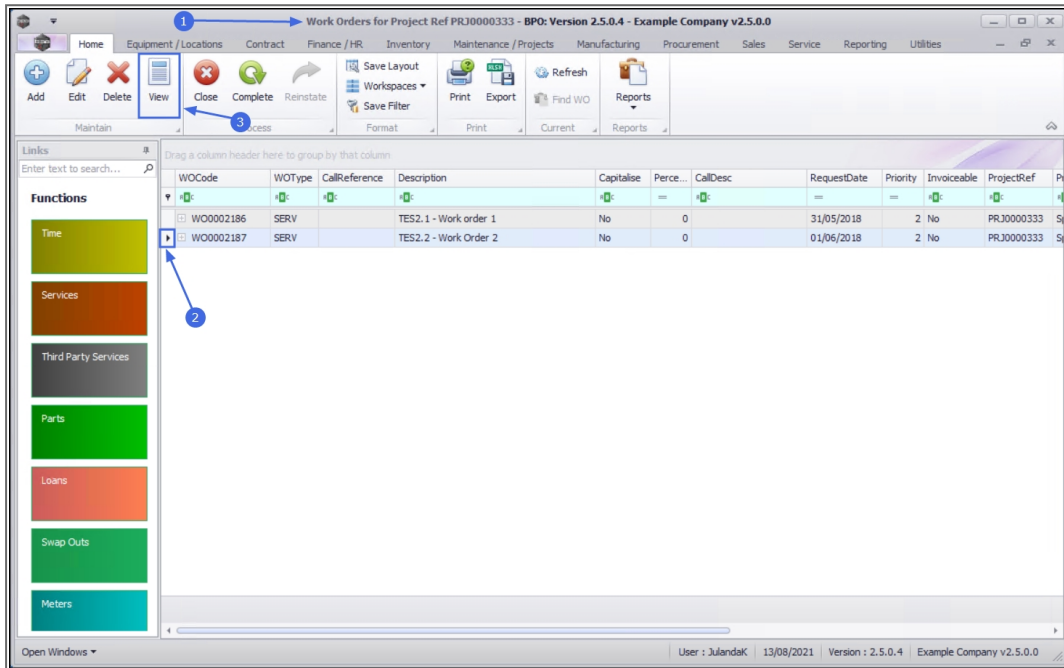 1
Work Orders for Project Ref PRJ0000333 - BPO: Version 2.5.0.4 - Example Company v2.5.0.0
Home Equipment / Locations Contract Finance / HR Inventory Maintenance / Projects Manufacturing Procurement Sales Service Reporting Utilities
Add Edit Delete View Close Complete Reinstate
Save Layout
Workspaces
Save Filter
Print Export
Refresh
Find WO
Reports
3
Maintain Format Print Current Reports
Links
Enter text to search...
Drag a column header here to group by that column
WOCode WOType CallReference Description Capitalise Perce... CallDesc RequestDate Priority Invoiceable ProjectRef
WO0002186 SERV TES2.1 - Work order 1 No 0 31/05/2018 2 No PRJ0000333
WO0002187 SERV TES2.2 - Work Order 2 No 0 01/06/2018 2 No PRJ0000333
2
Functions
Time
Services
Third Party Services
Parts
Loans
Swap Outs
Meters
Open Windows User : JulandaK 13/08/2021 Version : 2.5.0.4 Example Company v2.5.0.0